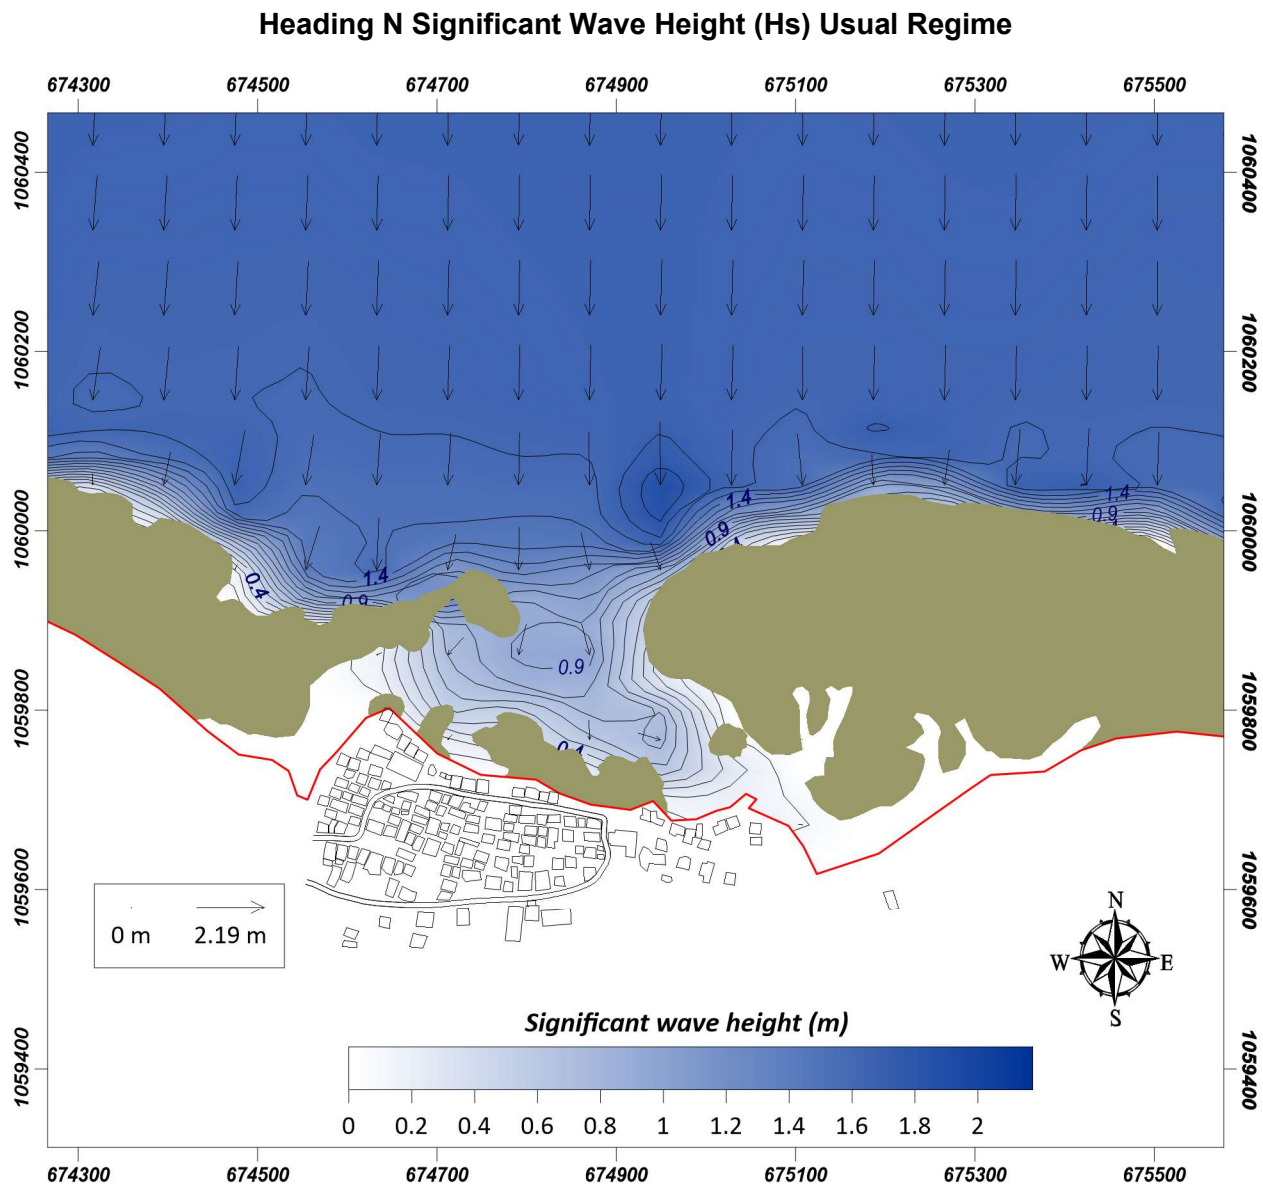 Heading N Significant Wave Height (Hs) Usual Regime
674300 674500 674700 674900 675100 675300 675500
1060400 1060400
1060200 1060200
1.4 1.4
1060000 0.9 0.9 1060000
0.4 1.4
0.9
0.9
1059800 1059800
0.4
1059600 1059600
0 m 2.19 m
N
W E
S
Significant wave height (m)
1059400 1059400
0 0.2 0.4 0.6 0.8 1 1.2 1.4 1.6 1.8 2
674300 674500 674700 674900 675100 675300 675500